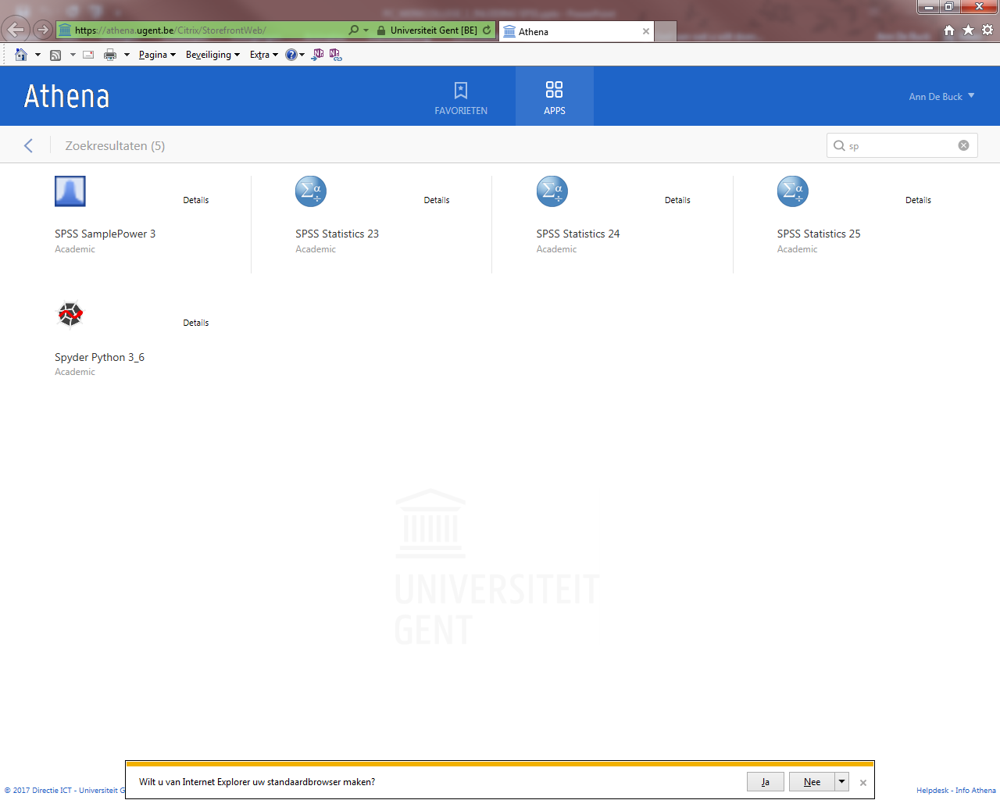 https://athena.ugent.be/Citrix/StorefrontWeb/
Universiteit Gent [BE]
Athena
Pagina
Beveiliging
Extra
Athena
FAVORIETEN
APPS
Ann De Buck
Zoekresultaten (5)
sp
Details
Details
Details
Details
SPSS SamplePower 3
SPSS Statistics 23
SPSS Statistics 24
SPSS Statistics 25
Academic
Academic
Academic
Academic
Details
Spyder Python 3_6
Academic
UNIVERSITEIT
GENT
Wilt u van Internet Explorer uw standaardbrowser maken?
Ja
Nee
© 2017 Directie ICT - Universiteit G
Helpdesk - Info Athena